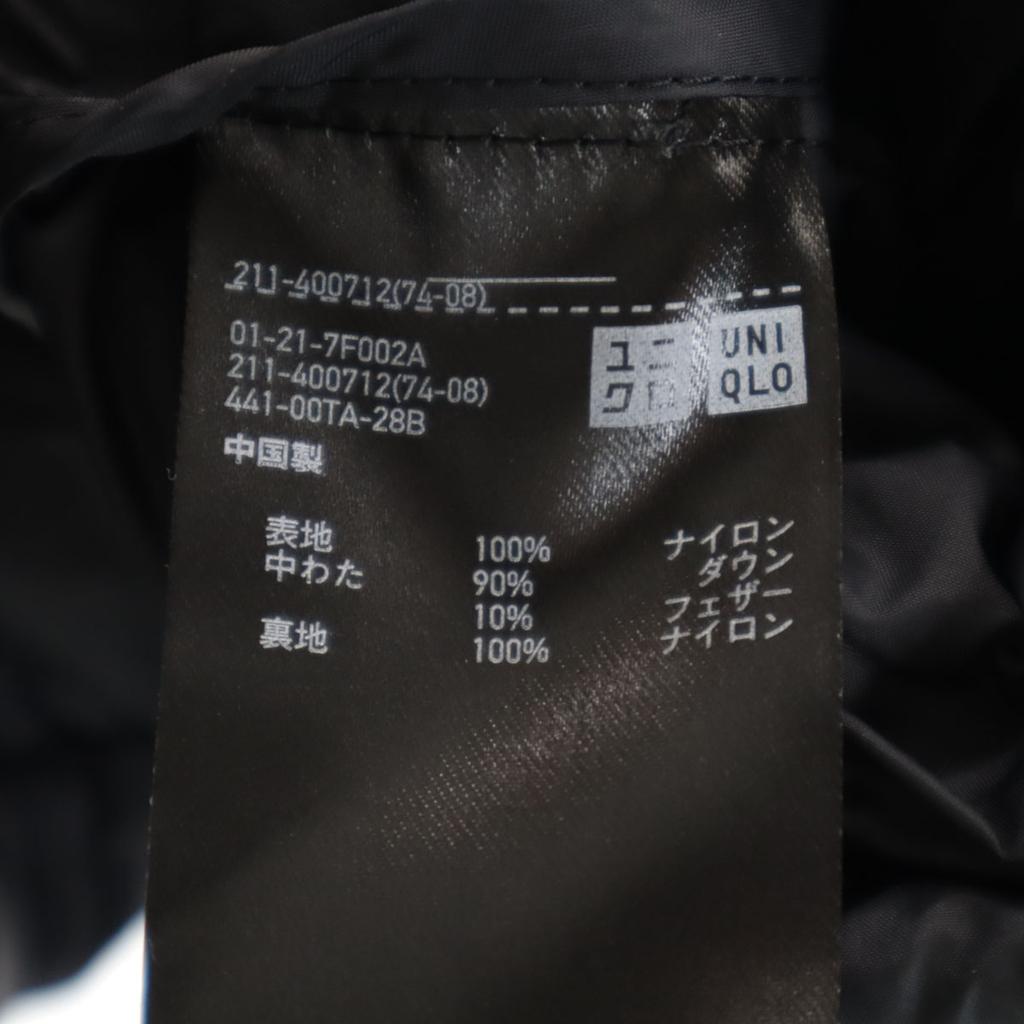 211-400712(74-08)
01-21-7F002A
211-400712(74-08)
441-00TA-28B
ユニ
クロ
UNI
QLO
中国製
表地 100% ナイロン
中わた 90% ダウン
10% フェザー
裏地 100% ナイロン